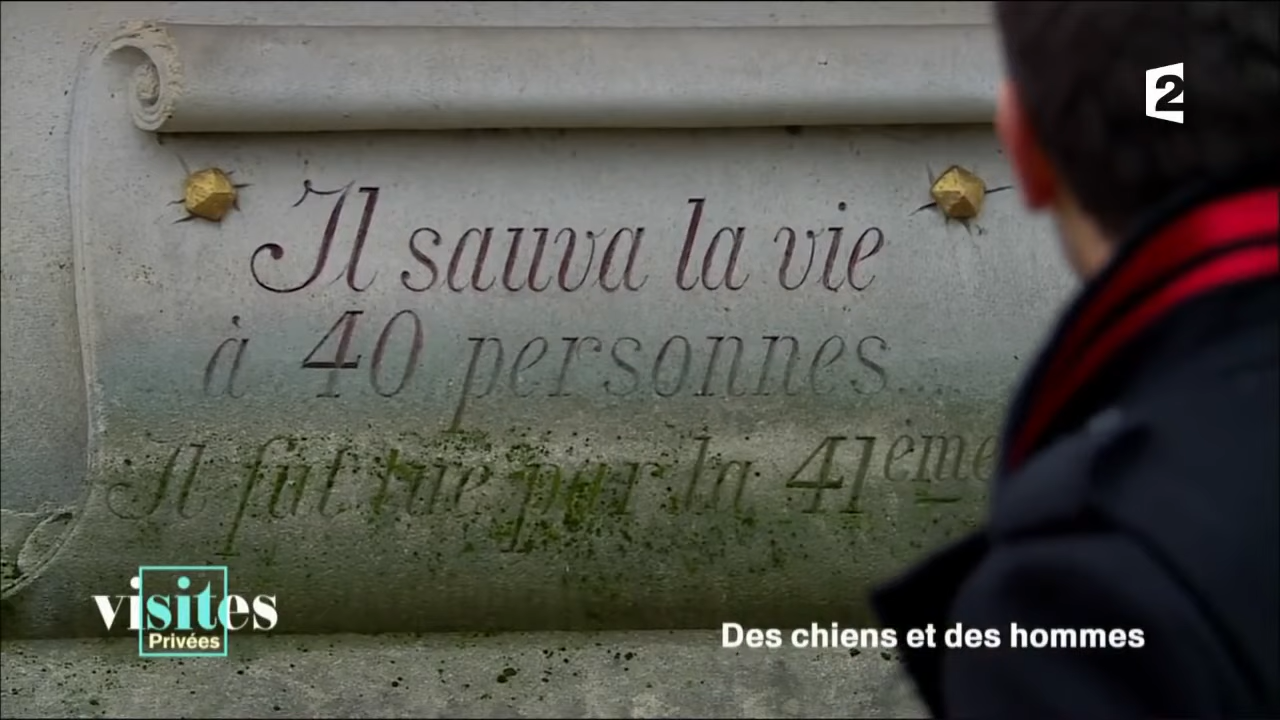 2
Il sauva la vie
à 40 personnes...
Il fut tué par la 41ème
visites
Privées
Des chiens et des hommes